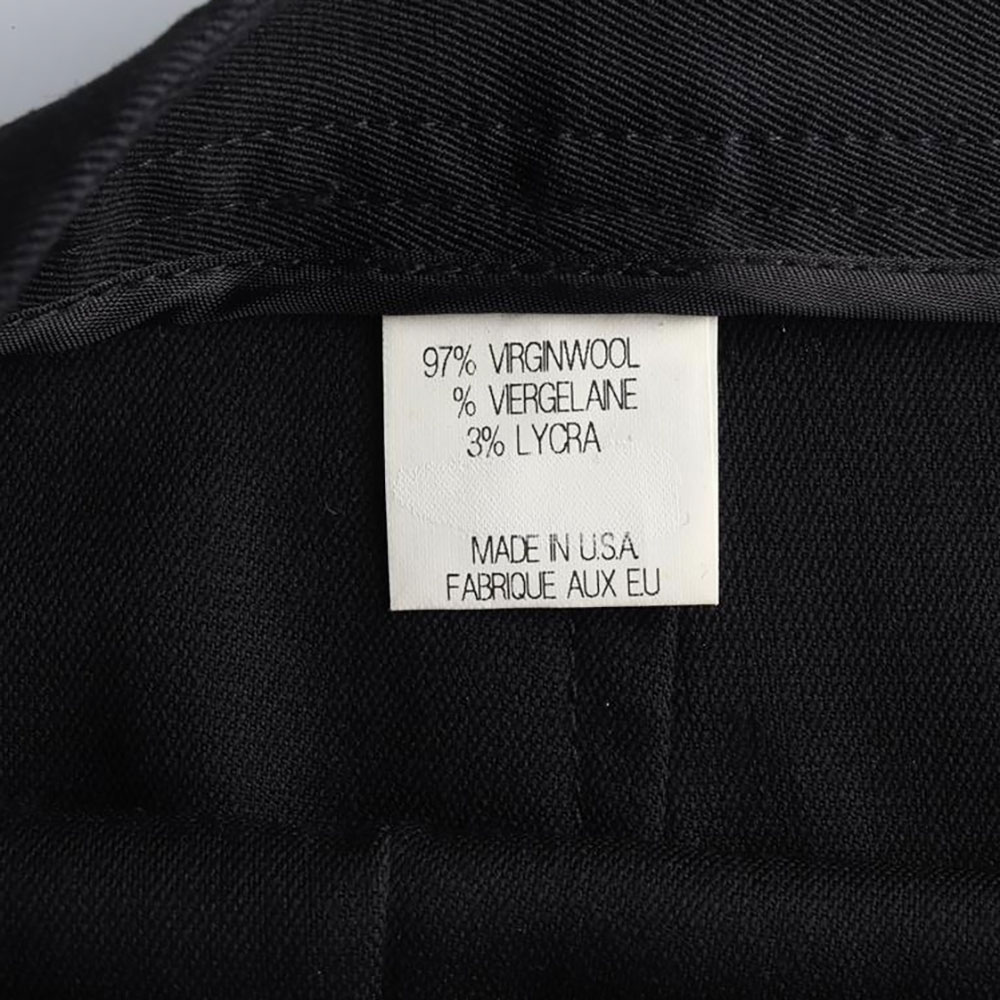 97% VIRGINWOOL
% VIERGELAINE
3% LYCRA
MADE IN U.S.A
FABRIQUE AUX E.U